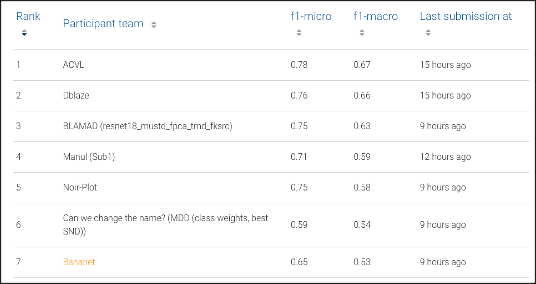 Rank Participant team f1-micro f1-macro Last submission at
1 ACVL 0.78 0.67 15 hours ago
2 Dblaze 0.76 0.66 15 hours ago
3 BLAMAD (resnet18_mustd_fpca_trnd_fksrc) 0.75 0.63 9 hours ago
4 Manul (Sub1) 0.71 0.59 12 hours ago
5 Noir-Plot 0.75 0.58 9 hours ago
6 Can we change the name? (MDD (class weights, best 0.59 0.54 9 hours ago
SND))
7 Bananet 0.65 0.53 9 hours ago